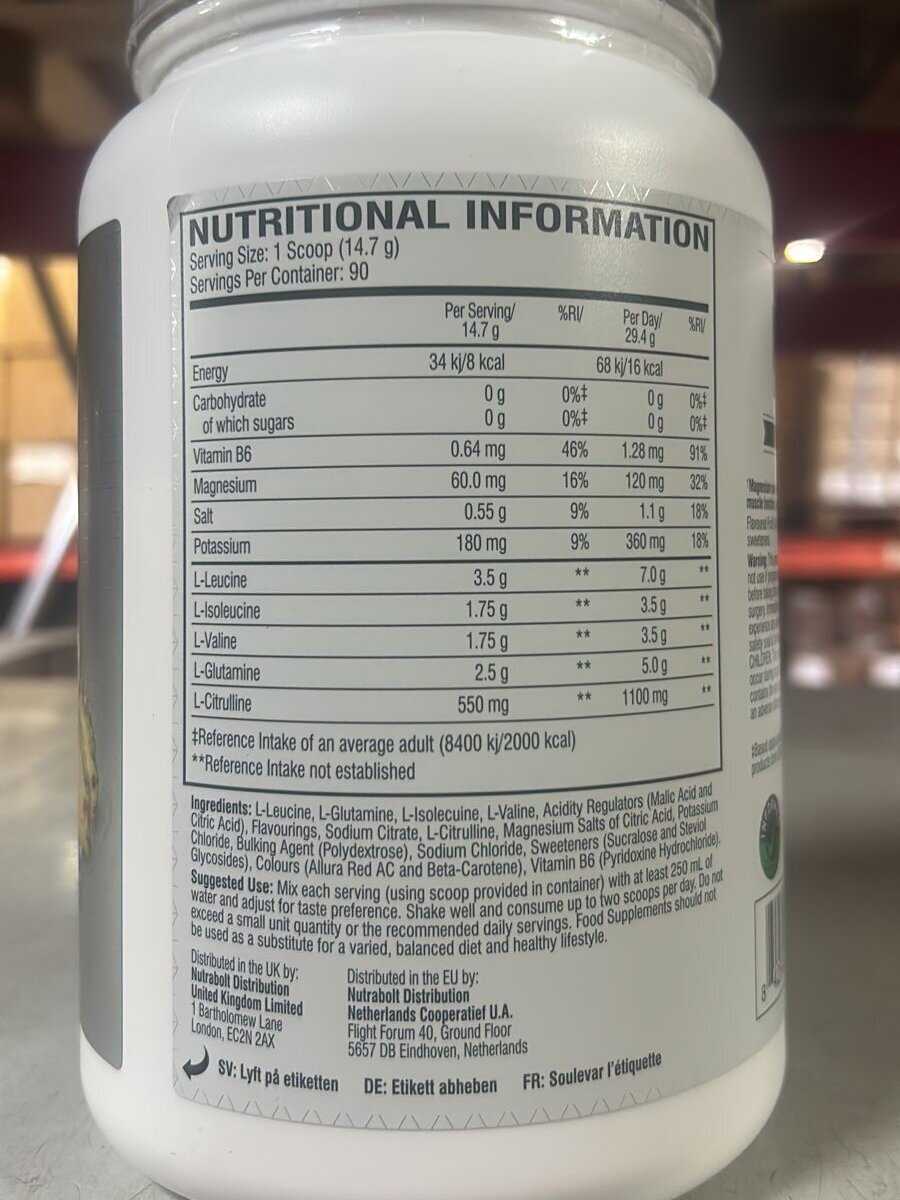 NUTRITIONAL INFORMATION
Serving Size: 1 Scoop (14.7 g)
Servings Per Container: 90
Per Serving/ %RI/ Per Day/ %RI/
14.7 g 29.4 g
Energy 34 kj/8 kcal 68 kj/16 kcal
Carbohydrate 0 g 0%‡ 0 g 0%‡
of which sugars 0 g 0%‡ 0 g 0%‡
Vitamin B6 0.64 mg 46% 1.28 mg 91%
Magnesium 60.0 mg 16% 120 mg 32%
Salt 0.55 g 9% 1.1 g 18%
Potassium 180 mg 9% 360 mg 18%
L-Leucine 3.5 g ** 7.0 g **
L-Isoleucine 1.75 g ** 3.5 g **
L-Valine 1.75 g ** 3.5 g **
L-Glutamine 2.5 g ** 5.0 g **
L-Citrulline 550 mg ** 1100 mg **
‡Reference Intake of an average adult (8400 kj/2000 kcal)
**Reference Intake not established
Ingredients: L-Leucine, L-Glutamine, L-Isolecuine, L-Valine, Acidity Regulators (Malic Acid and
Citric Acid), Flavourings, Sodium Citrate, L-Citrulline, Magnesium Salts of Citric Acid, Potassium
Chloride, Bulking Agent (Polydextrose), Sodium Chloride, Sweeteners (Sucralose and Steviol
Glycosides), Colours (Allura Red AC and Beta-Carotene), Vitamin B6 (Pyridoxine Hydrochloride).
Suggested Use: Mix each serving (using scoop provided in container) with at least 250 mL of
water and adjust for taste preference. Shake well and consume up to two scoops per day. Do not
exceed a small unit quantity or the recommended daily servings. Food Supplements should not
be used as a substitute for a varied, balanced diet and healthy lifestyle.
Distributed in the UK by:
Nutrabolt Distribution
United Kingdom Limited
1 Bartholomew Lane
London, EC2N 2AX
Distributed in the EU by:
Nutrabolt Distribution
Netherlands Cooperatief U.A.
Flight Forum 40, Ground Floor
5657 DB Eindhoven, Netherlands
SV: Lyft på etiketten DE: Etikett abheben FR: Soulevar l'étiquette
muscle
Flavoured
sweeteners
Warning:
not use if
before
surgery,
CHILDREN.
occur
8